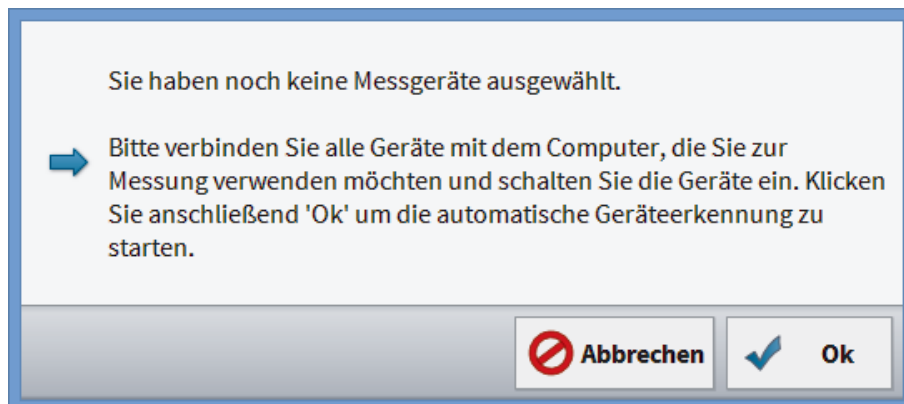 Sie haben noch keine Messgeräte ausgewählt.
Bitte verbinden Sie alle Geräte mit dem Computer, die Sie zur
Messung verwenden möchten und schalten Sie die Geräte ein. Klicken
Sie anschließend 'Ok' um die automatische Geräteerkennung zu
starten.
Abbrechen
Ok